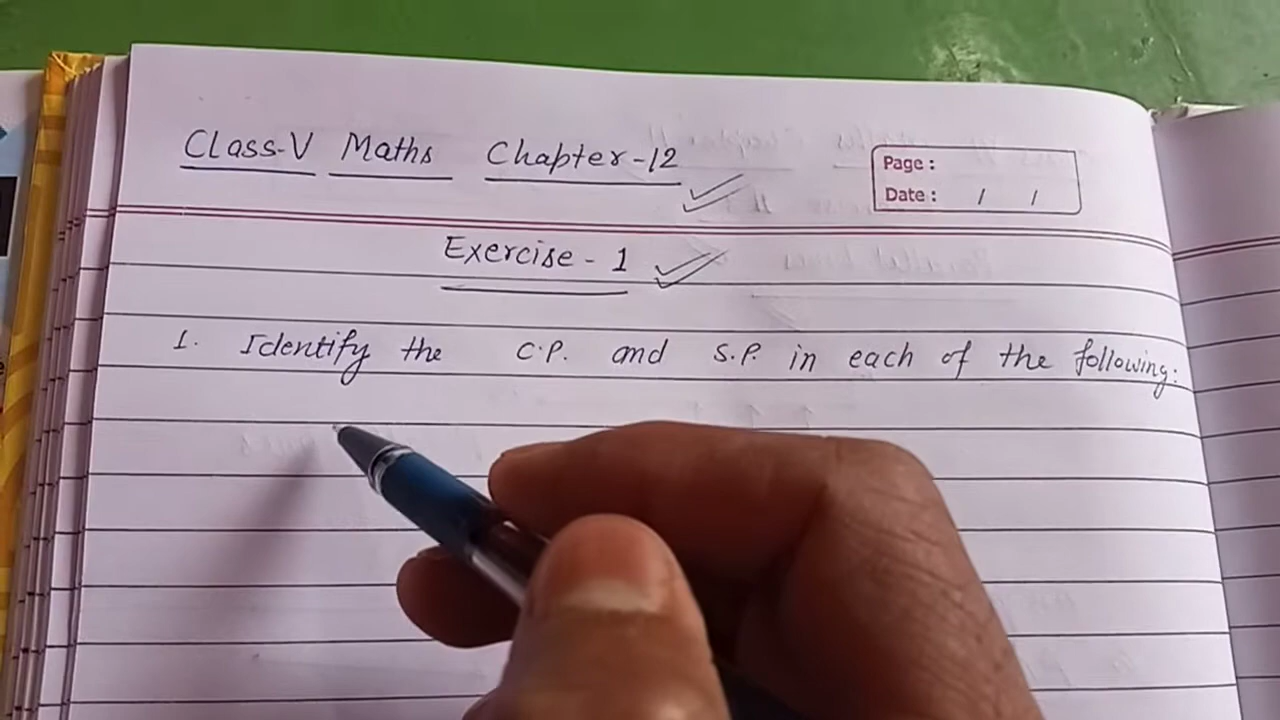 Class-V Maths Chapter-12
Page :
Date : / /
Exercise - 1
1. Identify the C.P. and S.P. in each of the following: